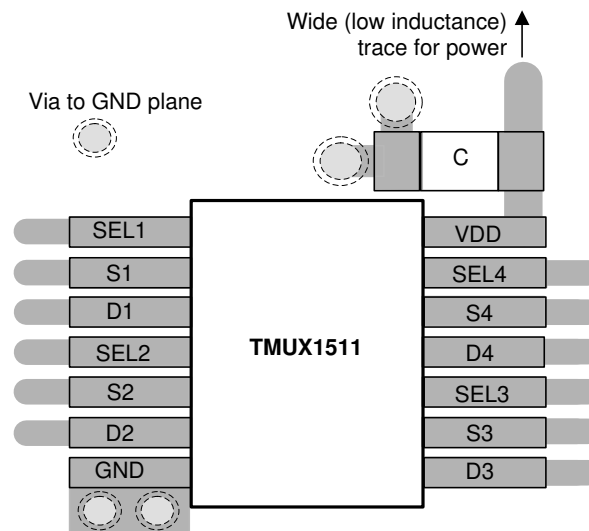 Wide (low inductance)
trace for power
Via to GND plane
C
SEL1
VDD
S1
SEL4
D1
S4
SEL2
TMUX1511
D4
S2
SEL3
D2
S3
GND
D3